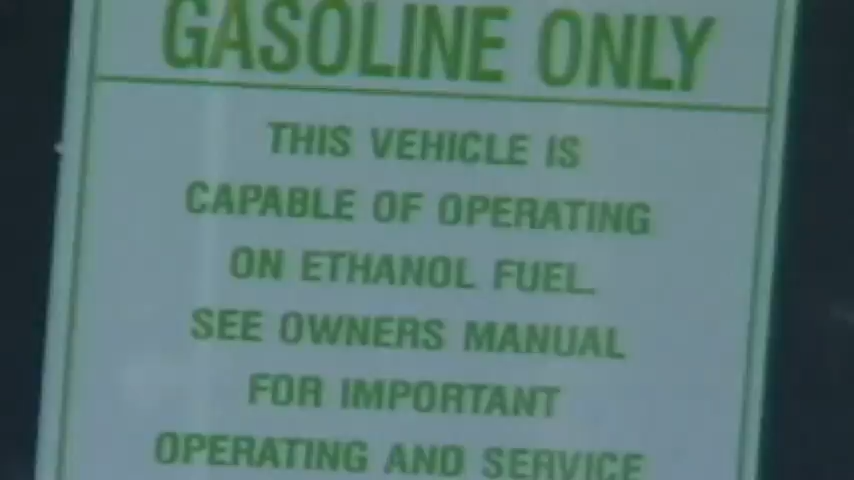 GASOLINE ONLY
THIS VEHICLE IS
CAPABLE OF OPERATING
ON ETHANOL FUEL.
SEE OWNERS MANUAL
FOR IMPORTANT
OPERATING AND SERVICE